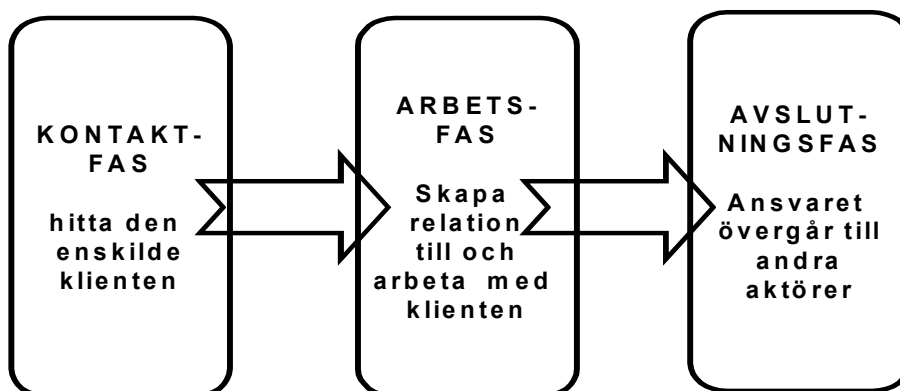 KONTAKT-
FAS
hitta den
enskilde
klienten
ARBETS-
FAS
Skapa
relation
till och
arbeta med
klienten
AVSLUT-
NINGSFAS
Ansvaret
övergår till
andra
aktörer